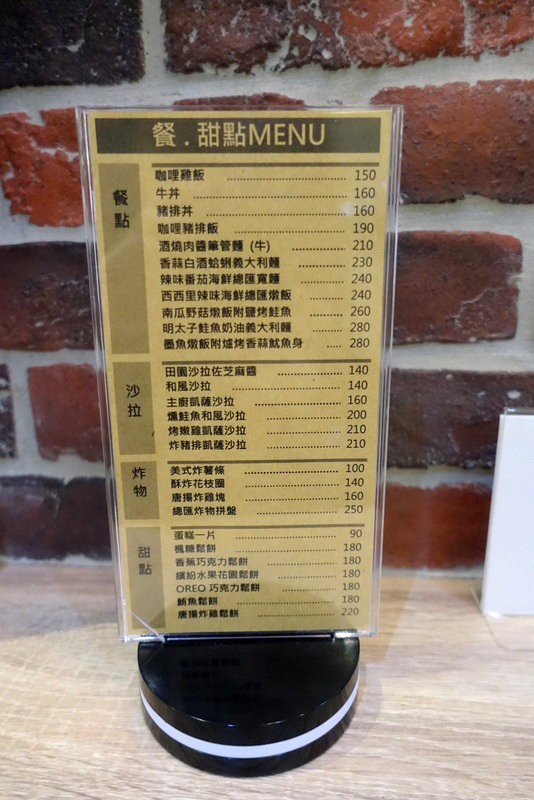 餐.甜點MENU
餐點
咖哩雞飯 150
牛丼 160
豬排丼 160
咖哩豬排飯 190
酒燒肉醬筆管麵 (牛) 210
香蒜白酒蛤蜊義大利麵 230
辣味番茄海鮮總匯寬麵 240
西西里辣味海鮮總匯燉飯 240
南瓜野菇燉飯附鹽烤鮭魚 260
明太子鮭魚奶油義大利麵 280
墨魚燉飯附爐烤香蒜魷魚身 280
沙拉
田園沙拉佐芝麻醬 140
和風沙拉 140
主廚凱薩沙拉 160
燻鮭魚和風沙拉 200
烤嫩雞凱薩沙拉 210
炸豬排凱薩沙拉 210
炸物
美式炸薯條 100
酥炸花枝圈 140
唐揚炸雞塊 160
總匯炸物拼盤 250
甜點
蛋糕一片 90
楓糖鬆餅 180
香蕉巧克力鬆餅 180
繽紛水果花園鬆餅 180
OREO 巧克力鬆餅 180
鮪魚鬆餅 180
唐揚炸雞鬆餅 220